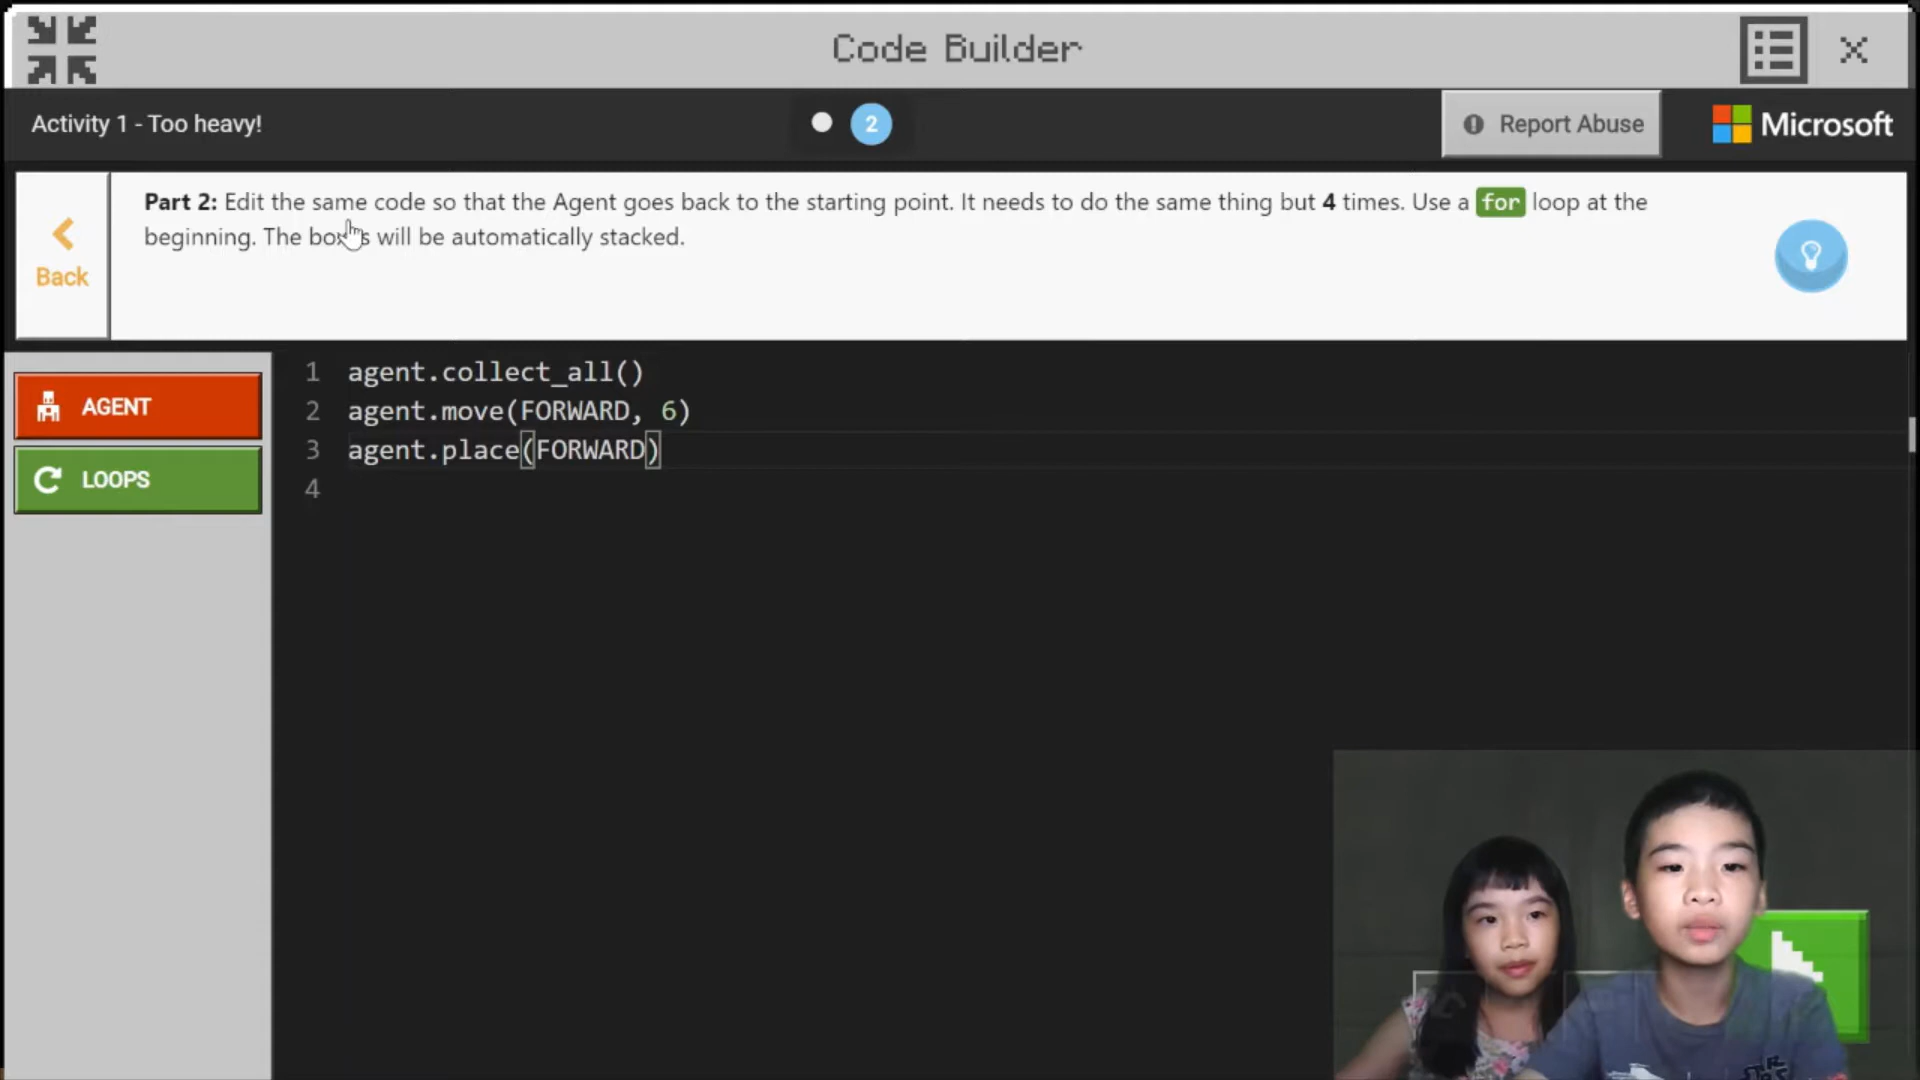 Code Builder
Activity 1 - Too heavy!
2
Report Abuse
Microsoft
Back
Part 2: Edit the same code so that the Agent goes back to the starting point. It needs to do the same thing but 4 times. Use a for loop at the
beginning. The boxes will be automatically stacked.
AGENT
LOOPS
1 agent.collect_all()
2 agent.move(FORWARD, 6)
3 agent.place(FORWARD)
4